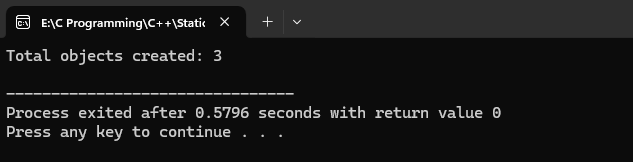 E:\C Programming\C++\Static
Total objects created: 3
--------------------------------
Process exited after 0.5796 seconds with return value 0
Press any key to continue . . .